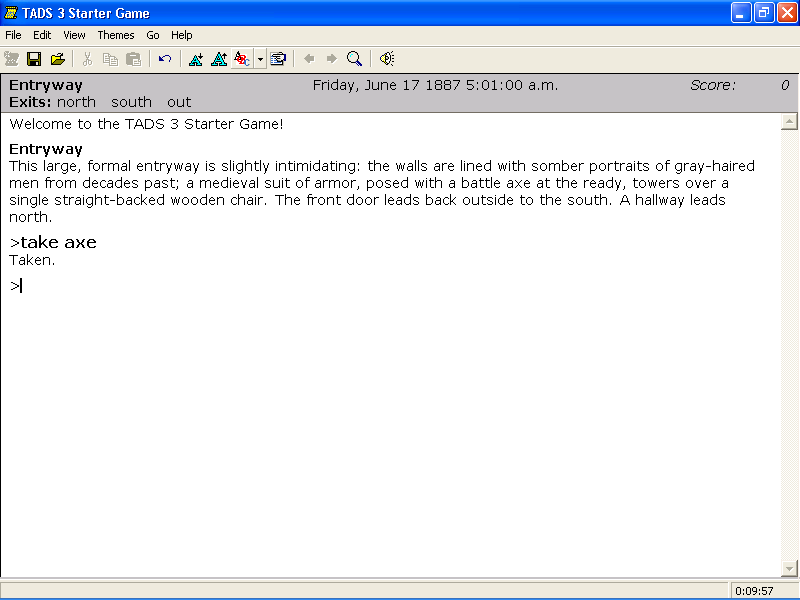 TADS 3 Starter Game
File Edit View Themes Go Help
Entryway Friday, June 17 1887 5:01:00 a.m. Score: 0
Exits: north south out
Welcome to the TADS 3 Starter Game!
Entryway
This large, formal entryway is slightly intimidating: the walls are lined with somber portraits of gray-haired
men from decades past; a medieval suit of armor, posed with a battle axe at the ready, towers over a
single straight-backed wooden chair. The front door leads back outside to the south. A hallway leads
north.
>take axe
Taken.
>
0:09:57